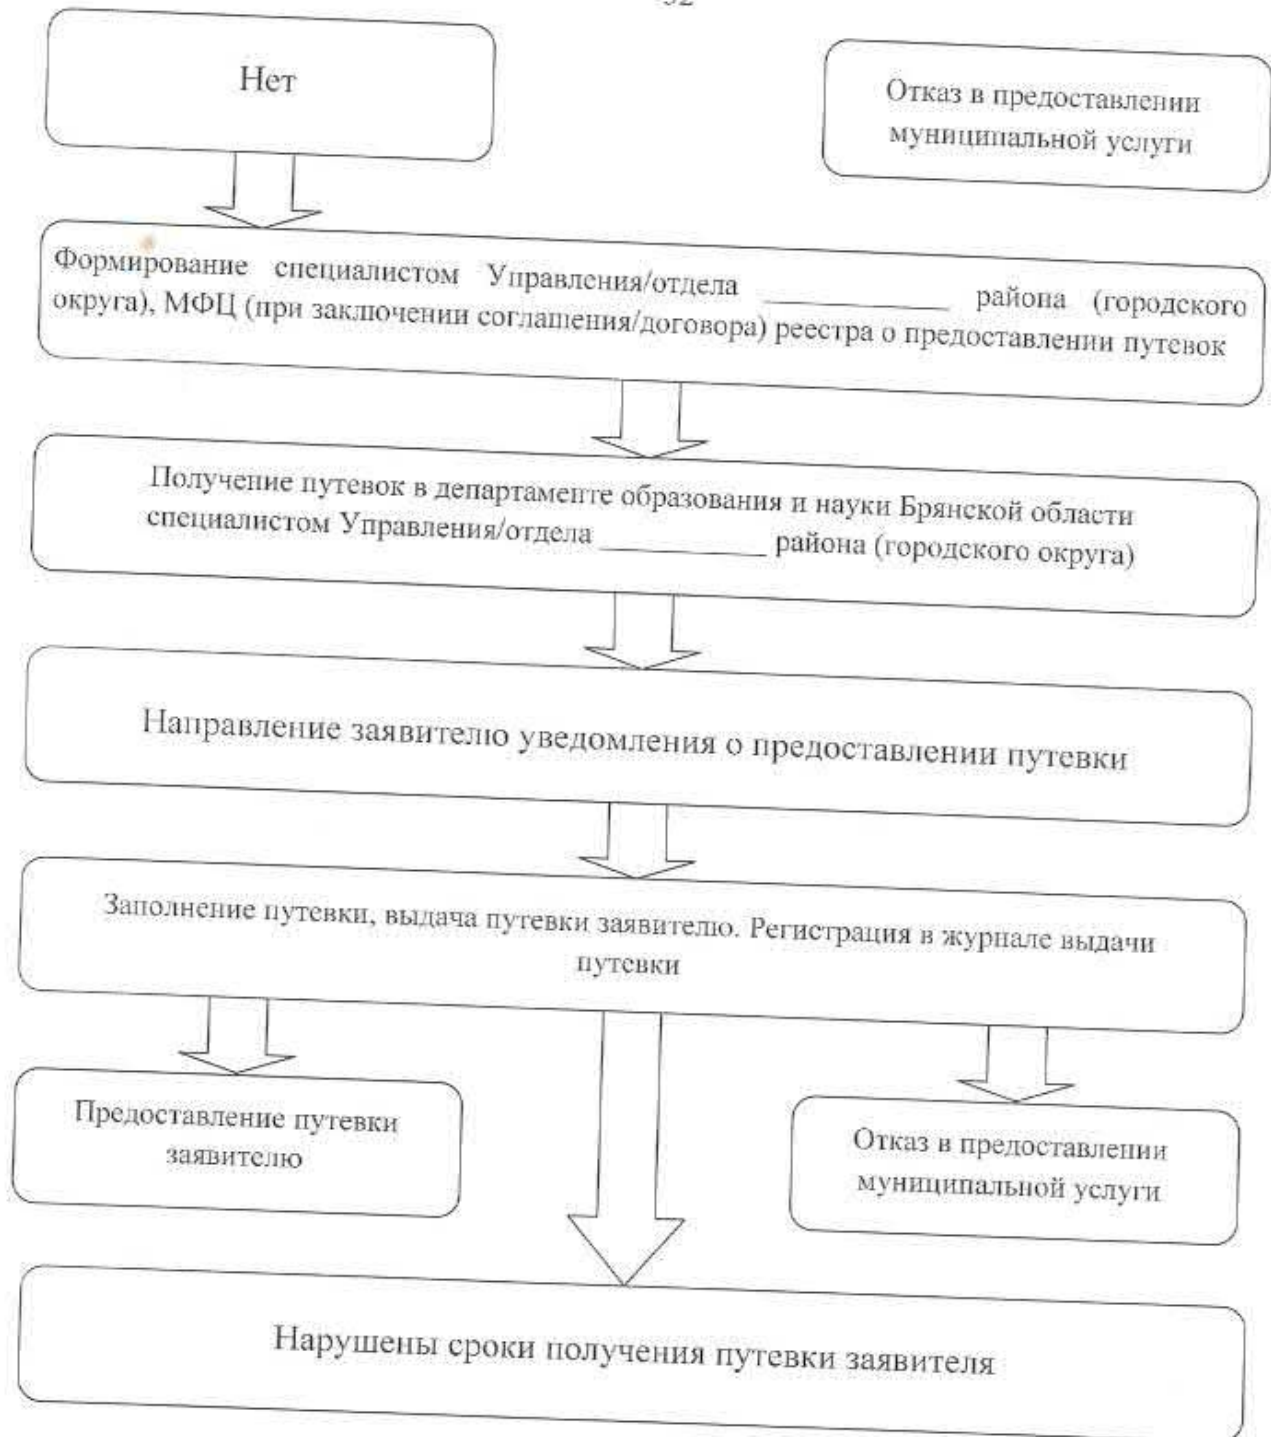 Нет
Отказ в предоставлении
муниципальной услуги
Формирование специалистом Управления/отдела _____________ района (городского
округа), МФЦ (при заключении соглашения/договора) реестра о предоставлении путевок
Получение путевок в департаменте образования и науки Брянской области
специалистом Управления/отдела ____________ района (городского округа)
Направление заявителю уведомления о предоставлении путевки
Заполнение путевки, выдача путевки заявителю. Регистрация в журнале выдачи
путевки
Предоставление путевки
заявителю
Отказ в предоставлении
муниципальной услуги
Нарушены сроки получения путевки заявителя